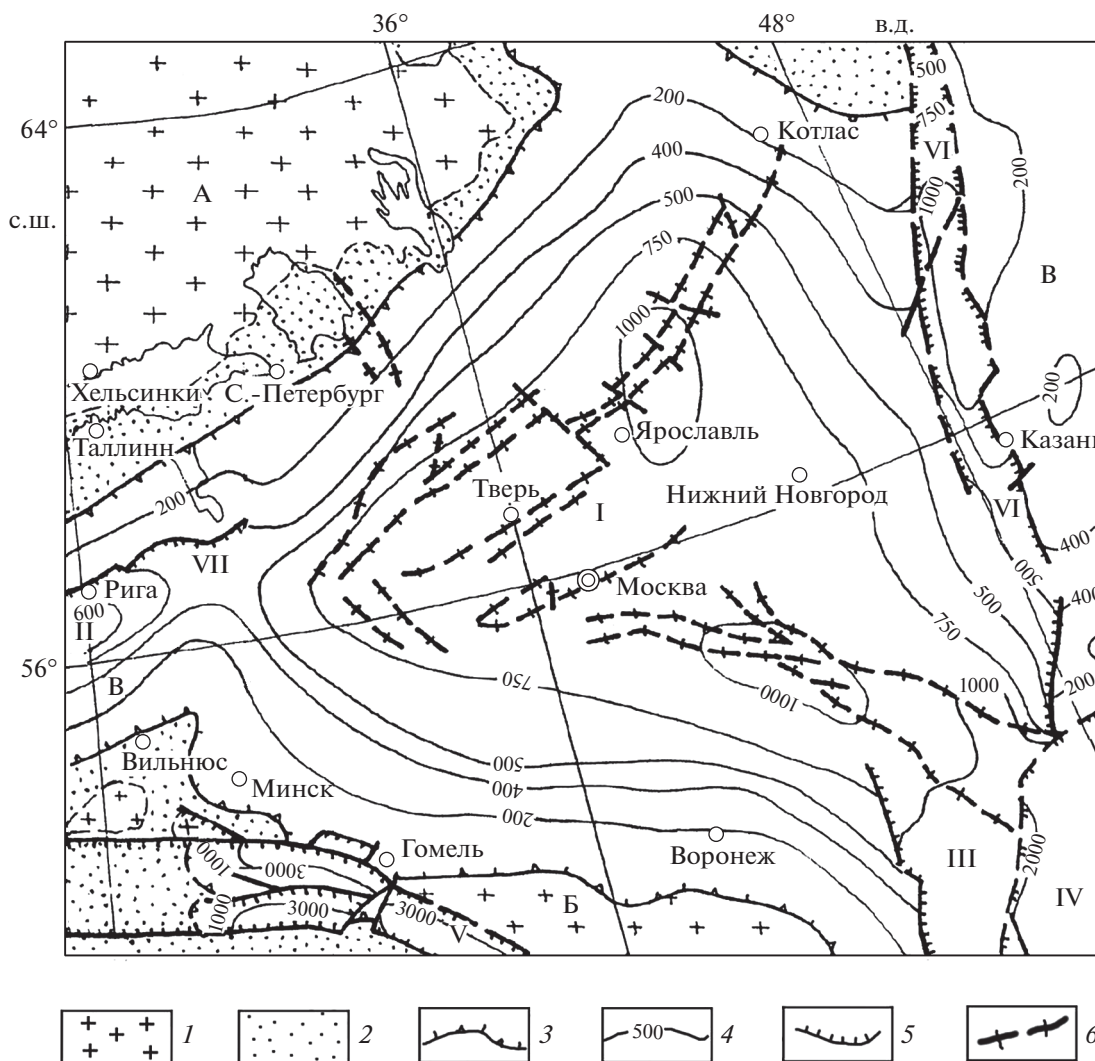 36° 48° в.д.
500
200
64°
Котлас
750
400
VI
200
А
1000
с.ш.
500
750
В
1000
200
Хельсинки
С.-Петербург
Таллинн
Ярославль
Казань
Тверь
Нижний Новгород
200
I
VI
VII
400
Рига
Москва
500
600
500
400
II
750
56°
В
750
1000
1000
200
Вильнюс
500
Минск
400
200
Гомель
Воронеж
1000
3000
III
2000
Б
IV
1000
3000
3000
V
1 2 3 500 4 5 6